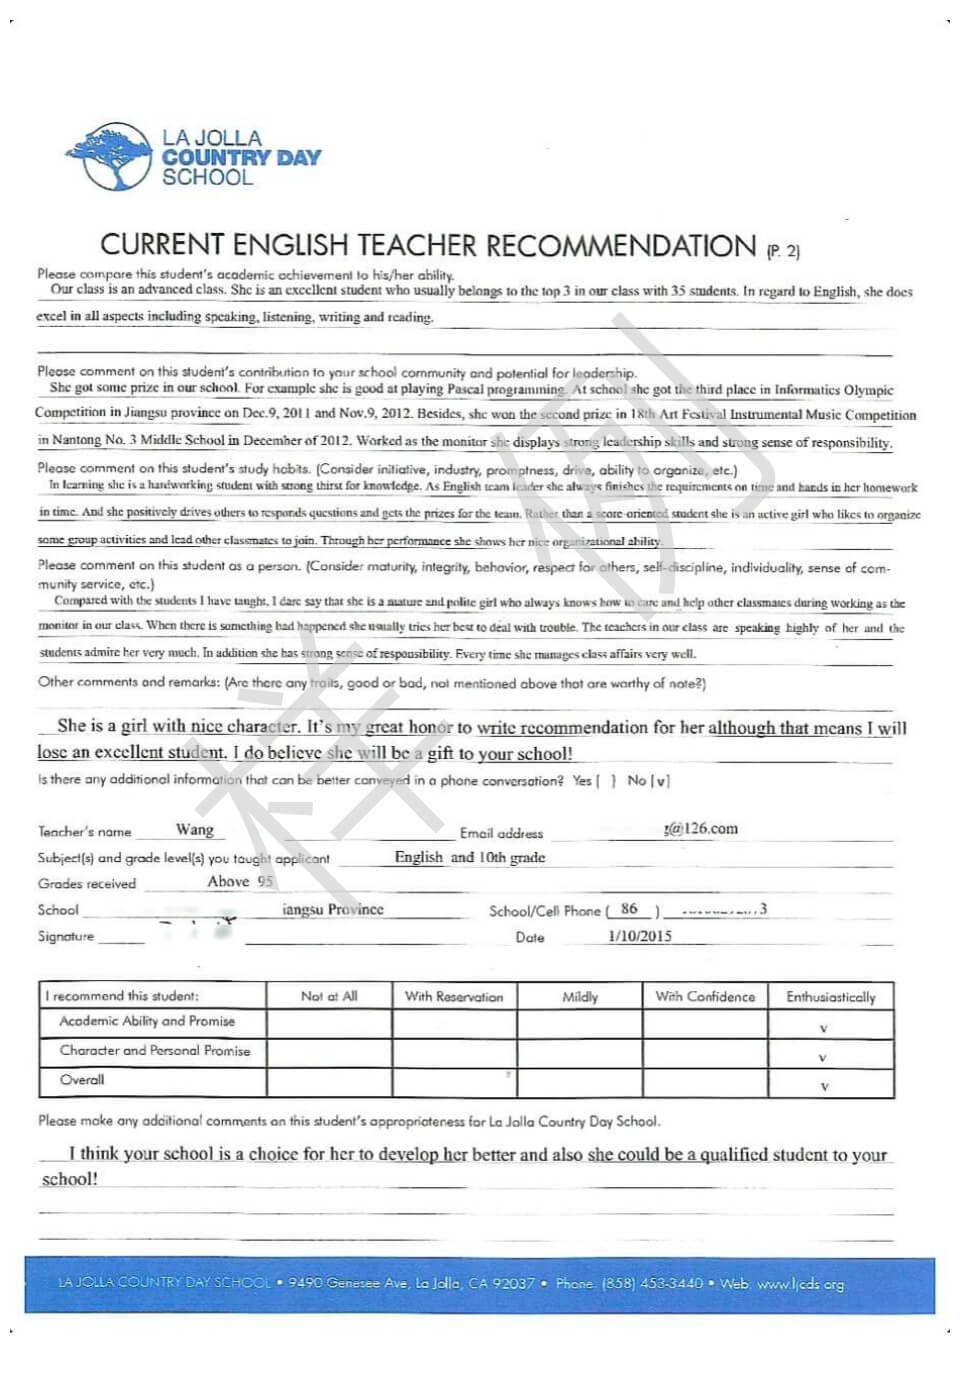 LA JOLLA
COUNTRY DAY
SCHOOL
CURRENT ENGLISH TEACHER RECOMMENDATION (P. 2)
Please compare this student's academic achievement to his/her ability.
Our class is an advanced class. She is an excellent student who usually belongs to the top 3 in our class with 35 students. In regard to English, she does
excel in all aspects including speaking, listening, writing and reading.
Please comment on this student's contribution to your school community and potential for leadership.
She got some prize in our school. For example she is good at playing Pascal programming. At school she got the third place in Informatics Olympic
Competition in Jiangsu province on Dec.9, 2011 and Nov.9, 2012. Besides, she won the second prize in 18th Art Festival Instrumental Music Competition
in Nantong No. 3 Middle School in December of 2012. Worked as the monitor she displays strong leadership skills and strong sense of responsibility.
Please comment on this student's study habits. (Consider initiative, industry, promptness, drive, ability to organize, etc.)
In learning she is a hardworking student with strong thirst for knowledge. As English team leader she always finishes the requirements on time and hands in her homework
in time. And she positively drives others to responds questions and gets the prizes for the team. Rather than a score-oriented student she is an active girl who likes to organize
some group activities and lead other classmates to join. Through her performance she shows her nice organizational ability.
Please comment on this student as a person. (Consider maturity, integrity, behavior, respect for others, self-discipline, individuality, sense of com-
munity service, etc.)
Compared with the students I have taught, I dare say that she is a mature and polite girl who always knows how to care and help other classmates during working as the
monitor in our class. When there is something bad happened she usually tries her best to deal with trouble. The teachers in our class are speaking highly of her and the
students admire her very much. In addition she has strong sense of responsibility. Every time she manages class affairs very well.
Other comments and remarks: (Are there any traits, good or bad, not mentioned above that are worthy of note?)
She is a girl with nice character. It's my great honor to write recommendation for her although that means I will
lose an excellent student. I do believe she will be a gift to your school!
Is there any additional information that can be better conveyed in a phone conversation? Yes [ ] No [v]
Teacher's name Wang Email address @126.com
Subject(s) and grade level(s) you taught applicant English and 10th grade
Grades received Above 95
School iangsu Province School/Cell Phone ( 86 ) 3
Signature Date 1/10/2015
I recommend this student: Not at All With Reservation Mildly With Confidence Enthusiastically
Academic Ability and Promise v
Character and Personal Promise v
Overall v
Please make any additional comments on this student's appropriateness for La Jolla Country Day School.
I think your school is a choice for her to develop her better and also she could be a qualified student to your
school!
LA JOLLA COUNTRY DAY SCHOOL • 9490 Genesee Ave, La Jolla, CA 92037 • Phone: (858) 453-3440 • Web: www.ljcds.org
样例